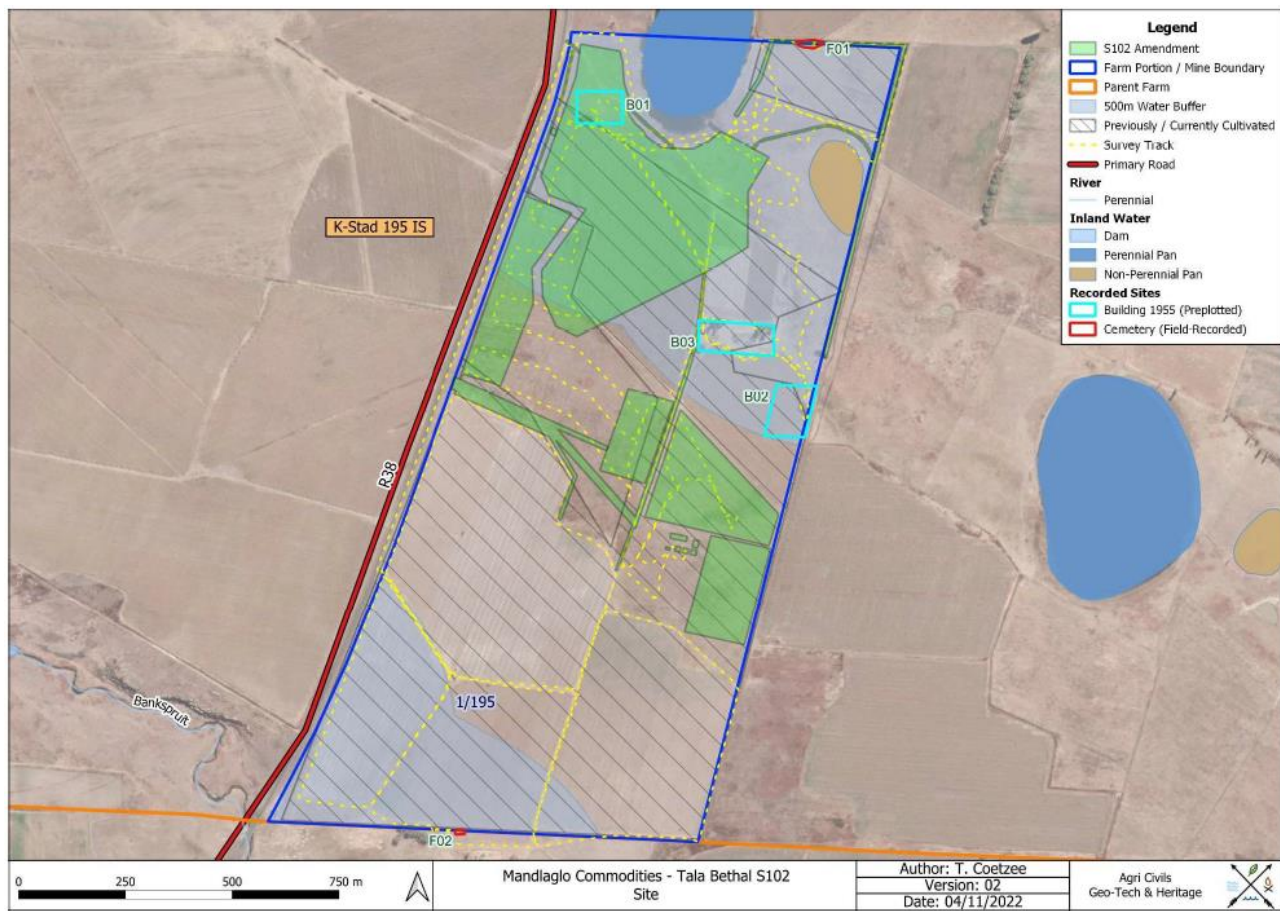 Legend
S102 Amendment
Farm Portion / Mine Boundary
Parent Farm
500m Water Buffer
Previously / Currently Cultivated
Survey Track
Primary Road
River
Perennial
Inland Water
Dam
Perennial Pan
Non-Perennial Pan
Recorded Sites
Building 1955 (Preplotted)
Cemetery (Field-Recorded)
F01
B01
K-Stad 195 IS
B03
B02
R38
1/195
Bankspruit
F02
0 250 500 750 m
Mandlaglo Commodities - Tala Bethal S102
Site
Author: T. Coetzee
Version: 02
Date: 04/11/2022
Agri Civils
Geo-Tech & Heritage